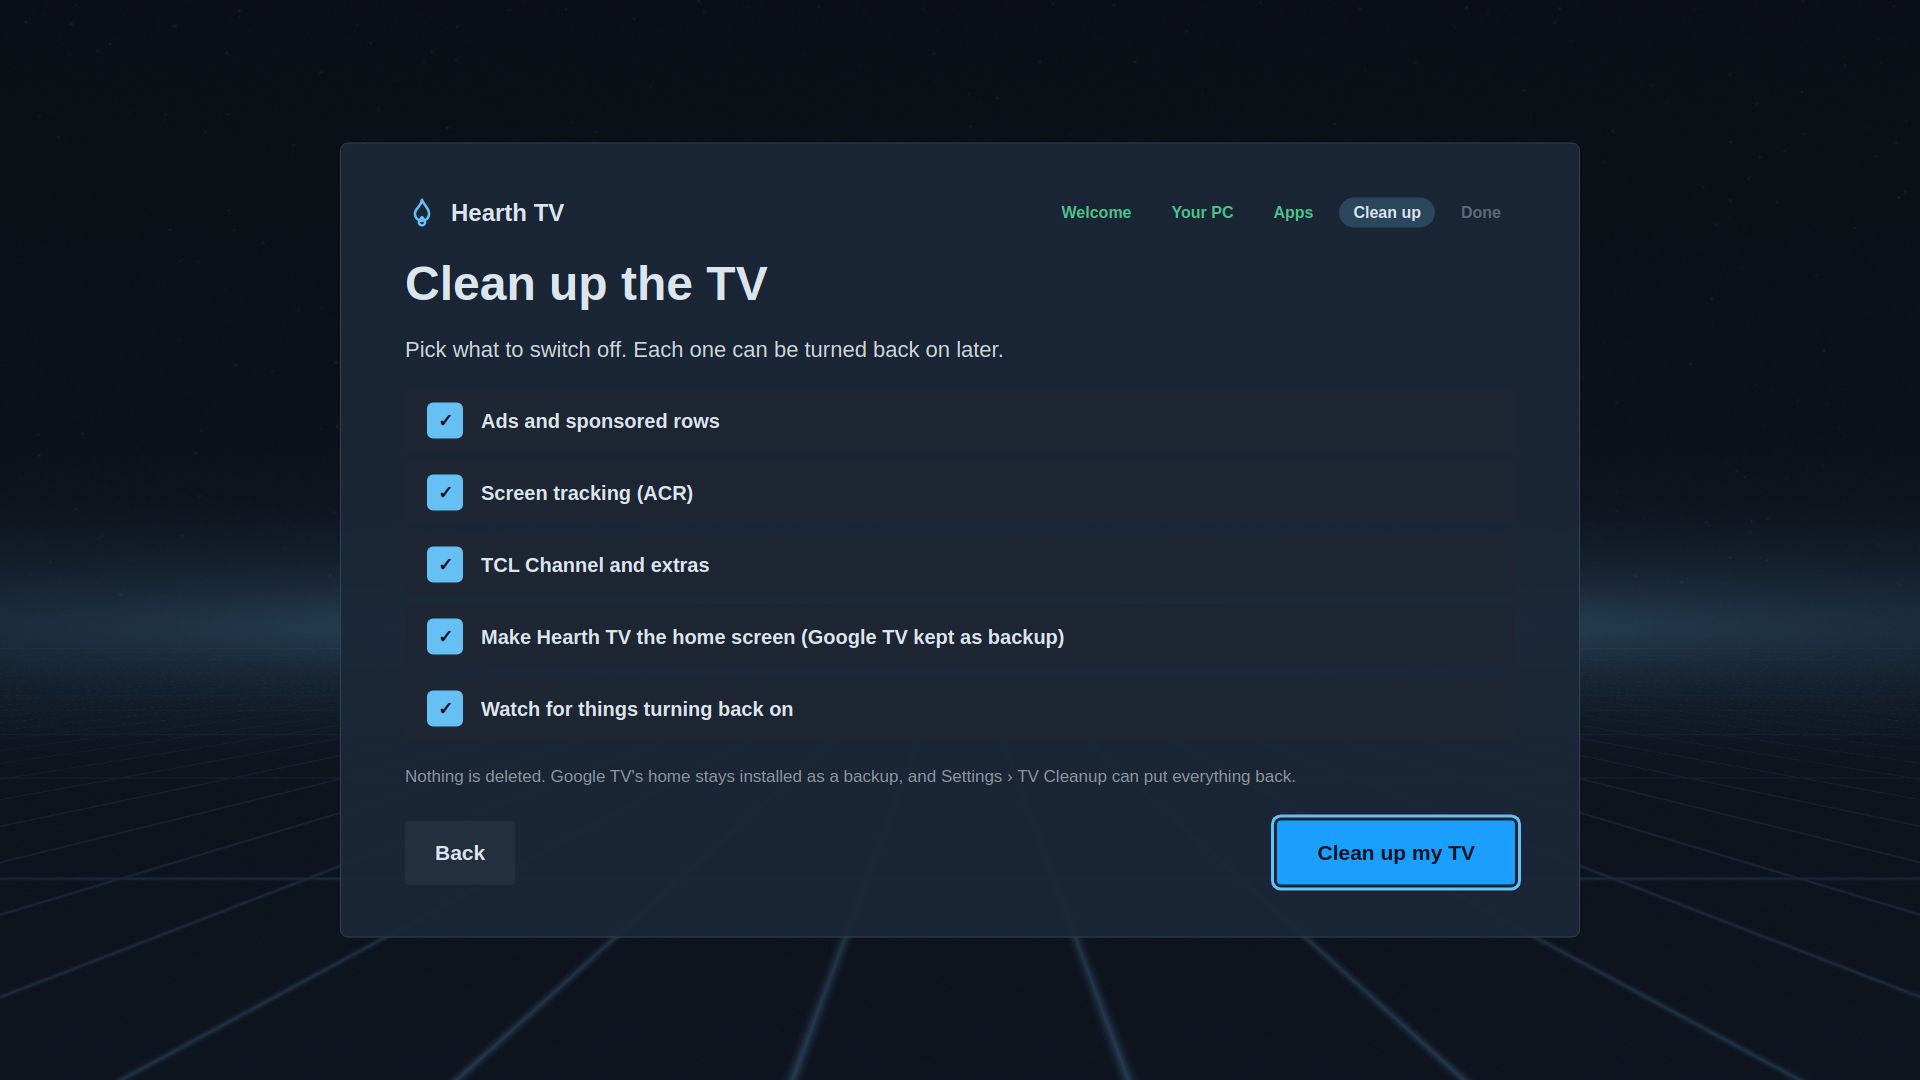 Hearth TV
Welcome
Your PC
Apps
Clean up
Done
Clean up the TV
Pick what to switch off. Each one can be turned back on later.
✓ Ads and sponsored rows
✓ Screen tracking (ACR)
✓ TCL Channel and extras
✓ Make Hearth TV the home screen (Google TV kept as backup)
✓ Watch for things turning back on
Nothing is deleted. Google TV's home stays installed as a backup, and Settings › TV Cleanup can put everything back.
Back
Clean up my TV